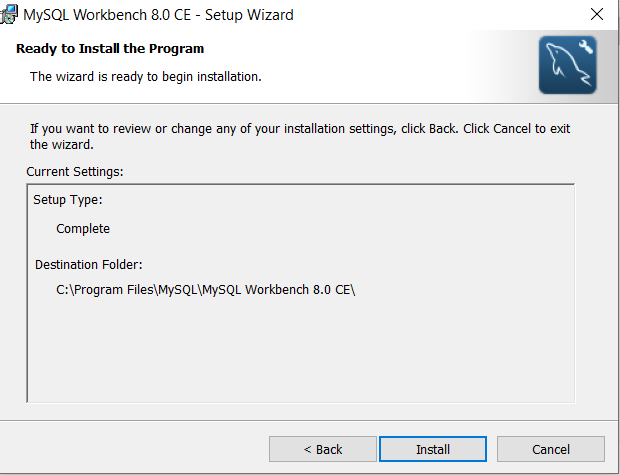 MySQL Workbench 8.0 CE - Setup Wizard
Ready to Install the Program
The wizard is ready to begin installation.
If you want to review or change any of your installation settings, click Back. Click Cancel to exit
the wizard.
Current Settings:
Setup Type:
Complete
Destination Folder:
C:\Program Files\MySQL\MySQL Workbench 8.0 CE\
< Back
Install
Cancel